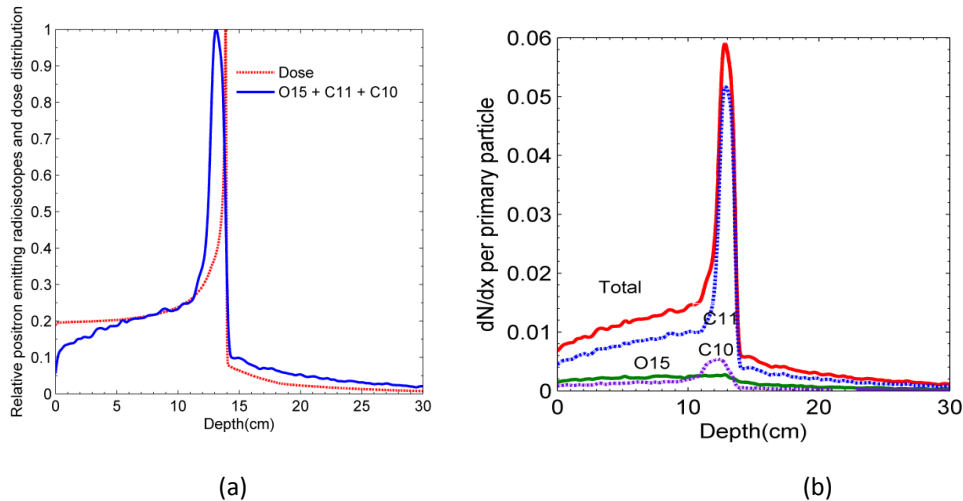 Relative positron emitting radioisotopes and dose distribution
1
0.9
0.8
0.7
0.6
0.5
0.4
0.3
0.2
0.1
0
Dose
O15 + C11 + C10
0 5 10 15 20 25 30
Depth(cm)
(a)
dN/dx per primary particle
0.06
0.05
0.04
0.03
0.02
0.01
0
Total
C11
C10
O15
0 10 20 30
Depth(cm)
(b)